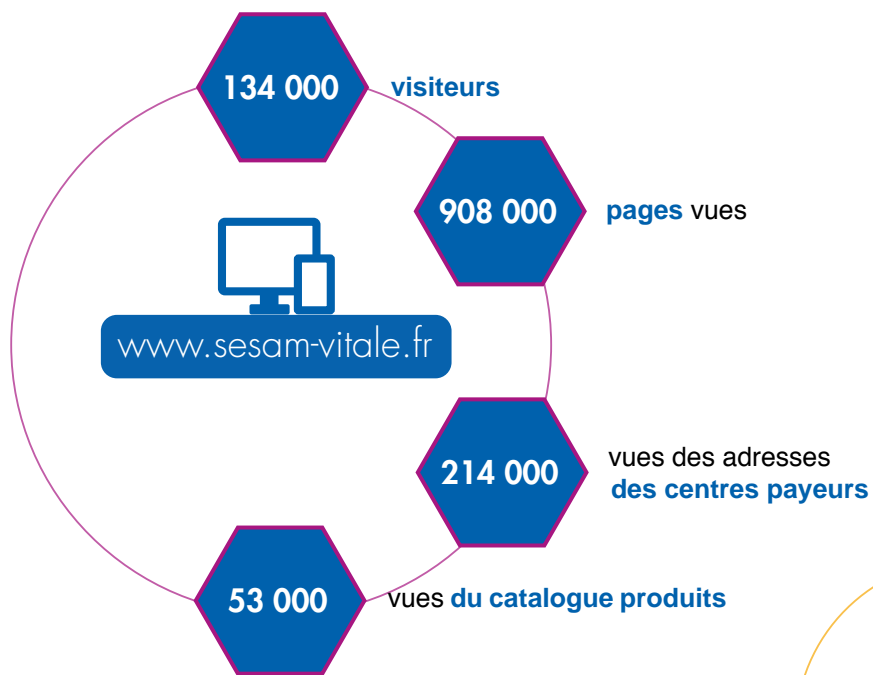 134 000
visiteurs
908 000
pages vues
www.sesam-vitale.fr
214 000
vues des adresses
des centres payeurs
53 000
vues du catalogue produits